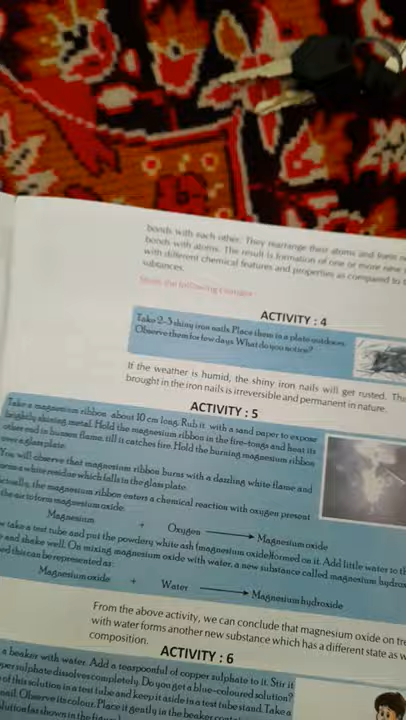 bonds with each other. They rearrange their atoms and form
bonds with atoms. The result is formation of one or more new
with different chemical features and properties as compared to
substances.
the following changes
ACTIVITY : 4
Take 2-3 shiny iron nails. Place them in a plate outdoors.
Observe them for few days. What do you notice?
If the weather is humid, the shiny iron nails will get rusted. The
brought in the iron nails is irreversible and permanent in nature.
ACTIVITY : 5
Take a magnesium ribbon about 10 cm long. Rub it with a sand paper to expose
brightly shining metal. Hold the magnesium ribbon in the fire-tongs and heat its
other end in bunsen flame, till it catches fire. Hold the burning magnesium ribbon
over a glass plate.
You will observe that magnesium ribbon burns with a dazzling white flame and
forms a white residue which falls in the glass plate.
the magnesium ribbon enters a chemical reaction with oxygen present
the air to form magnesium oxide.
Magnesium + Oxygen ⟶ Magnesium oxide
take a test tube and put the powdery white ash (magnesium oxide) formed on it. Add little water to
and shake well. On mixing magnesium oxide with water, a new substance called magnesium
this can be represented as:
Magnesium oxide + Water ⟶ Magnesium hydroxide
From the above activity, we can conclude that magnesium oxide on
with water forms another new substance which has a different state as
composition.
ACTIVITY : 6
a beaker with water. Add a teaspoonful of copper sulphate to it. Stir it
sulphate dissolves completely. Do you get a blue-coloured solution?
of this solution in a test tube and keep it aside in a test tube stand. Take a
nail. Observe its colour. Place it gently in the beaker
shown in the